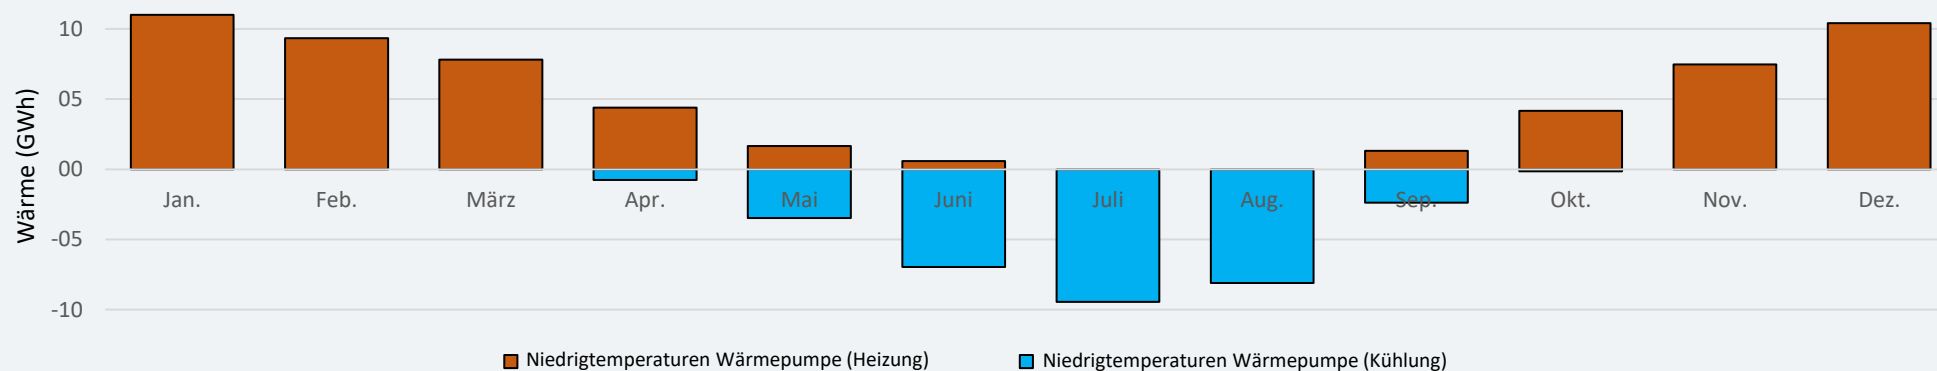 10
05
00
-05
-10
Wärme (GWh)
Jan. Feb. März Apr. Mai Juni Juli Aug. Sep. Okt. Nov. Dez.
Niedrigtemperaturen Wärmepumpe (Heizung) Niedrigtemperaturen Wärmepumpe (Kühlung)